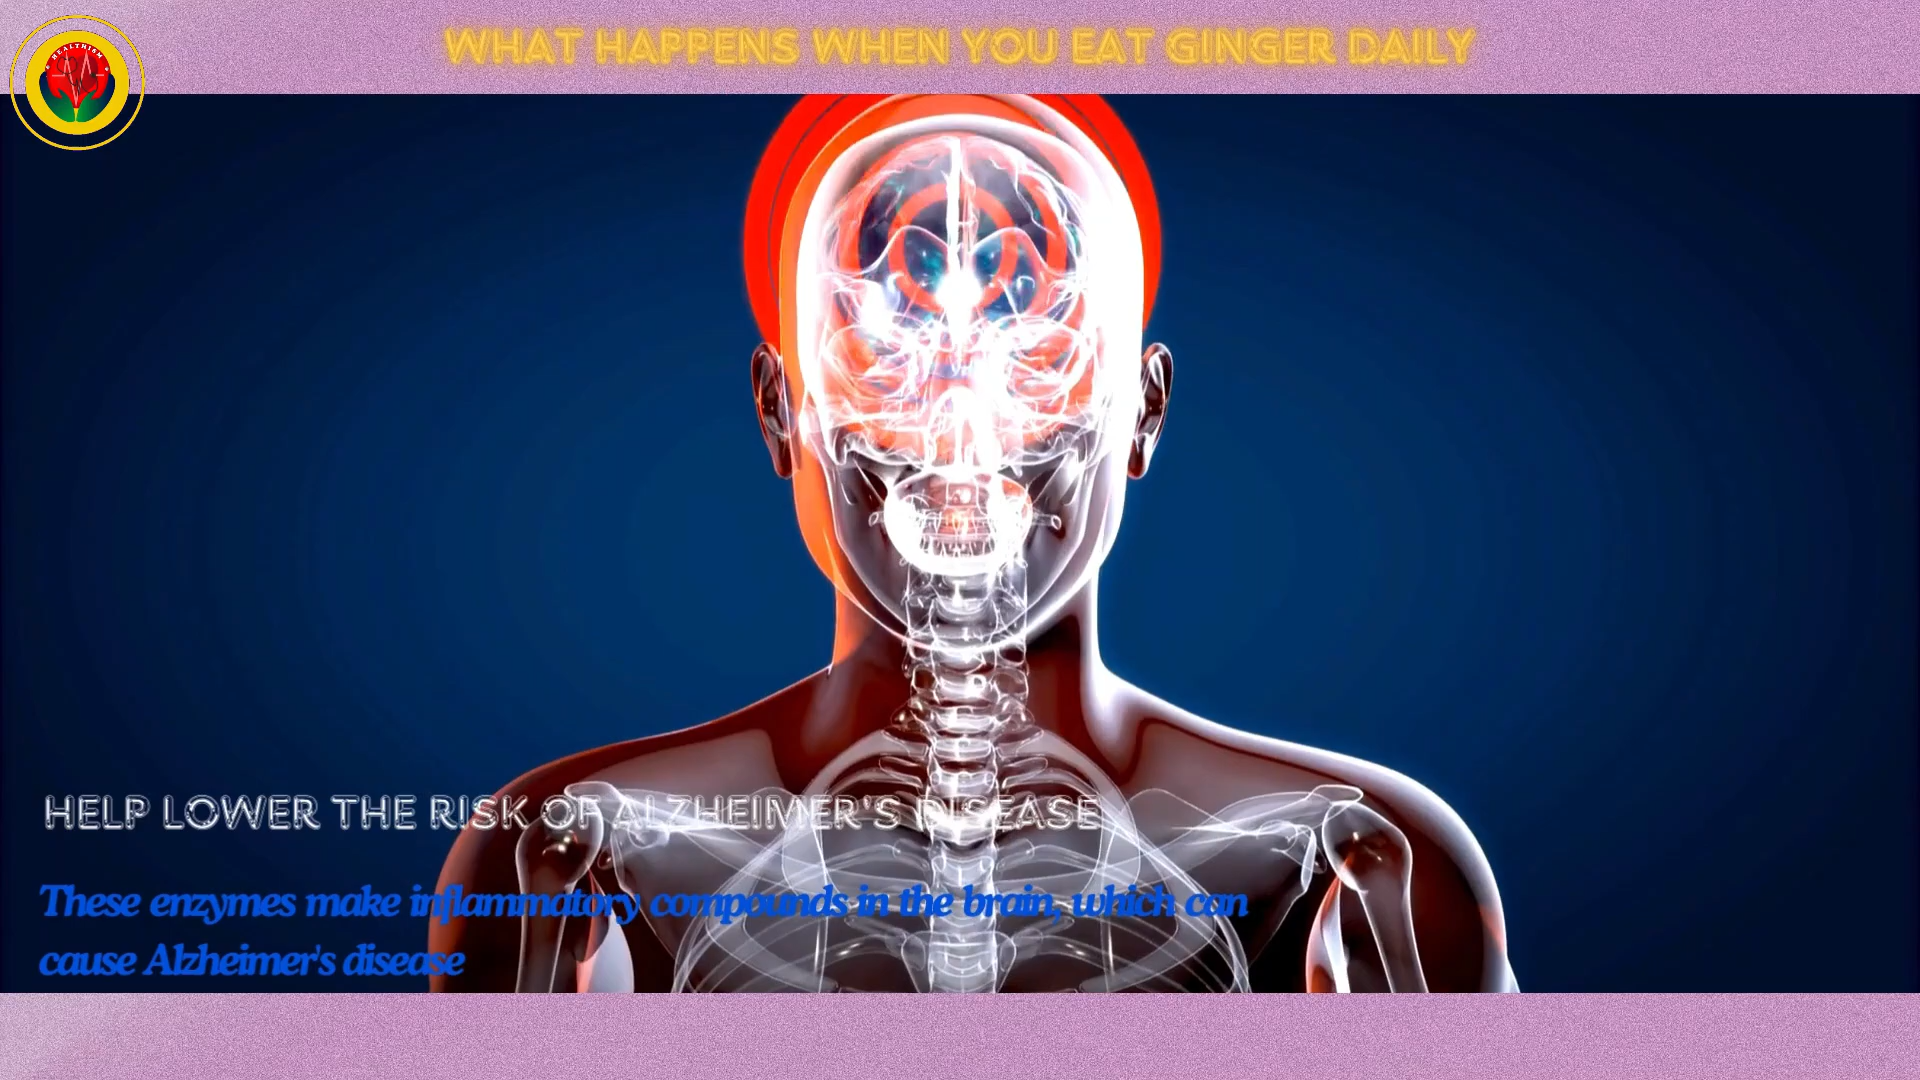 WHAT HAPPENS WHEN YOU EAT GINGER DAILY
HEALTHISM
HELP LOWER THE RISK OF ALZHEIMER'S DISEASE
These enzymes make inflammatory compounds in the brain, which can
cause Alzheimer's disease